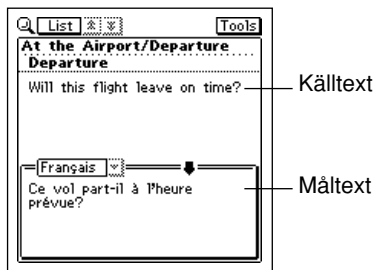 List Tools
At the Airport/Departure
Departure
Will this flight leave on time?
Källtext
Français
Ce vol part-il à l'heure
prévue?
Måltext